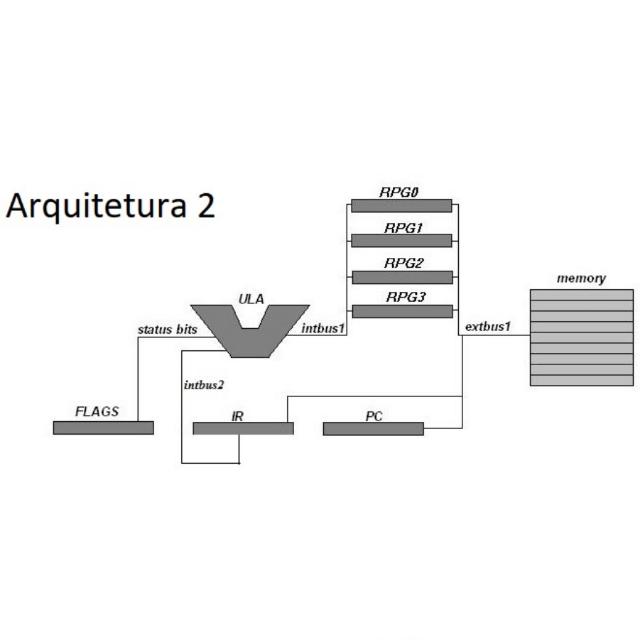 Arquitetura 2
RPG0
RPG1
RPG2
RPG3
memory
ULA
status bits
intbus1
extbus1
intbus2
FLAGS
IR
PC